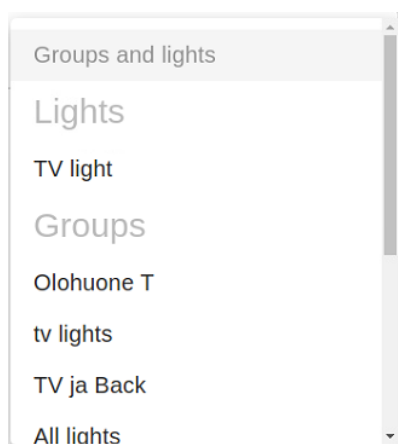 Groups and lights
Lights
TV light
Groups
Olohuone T
tv lights
TV ja Back
All lights